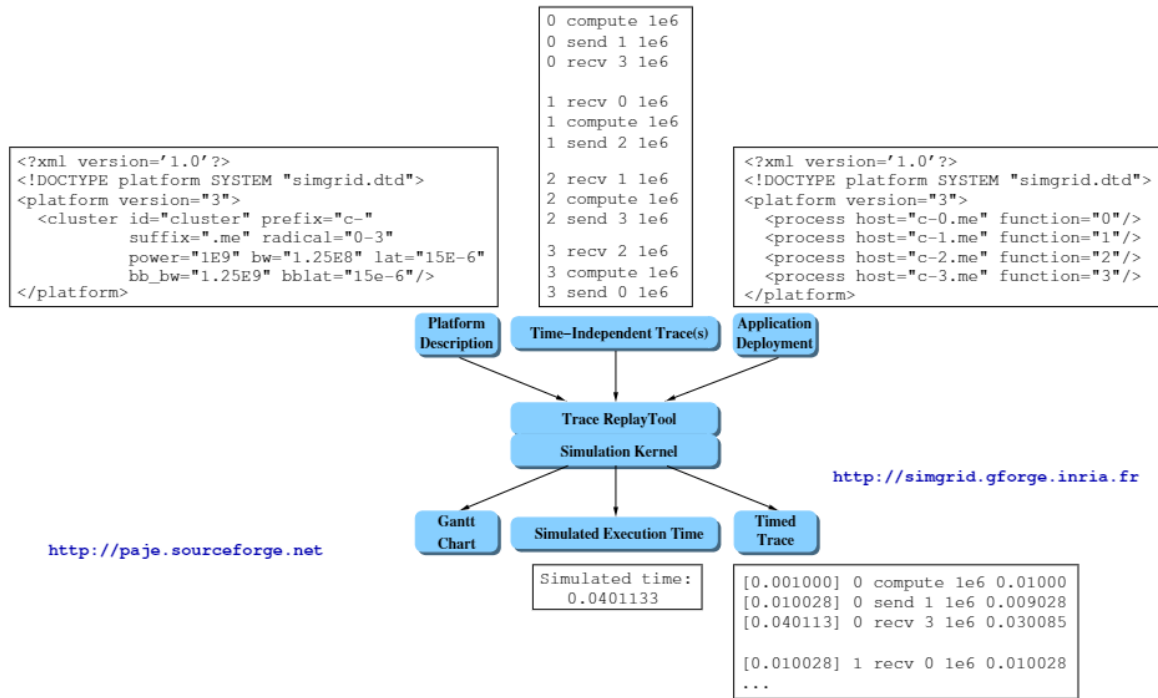 0 compute 1e6
0 send 1 1e6
0 recv 3 1e6
1 recv 0 1e6
1 compute 1e6
1 send 2 1e6
2 recv 1 1e6
2 compute 1e6
2 send 3 1e6
3 recv 2 1e6
3 compute 1e6
3 send 0 1e6
<?xml version='1.0'?>
<!DOCTYPE platform SYSTEM "simgrid.dtd">
<platform version="3">
<cluster id="cluster" prefix="c-"
suffix=".me" radical="0-3"
power="1E9" bw="1.25E8" lat="15E-6"
bb_bw="1.25E9" bblat="15e-6"/>
</platform>
<?xml version='1.0'?>
<!DOCTYPE platform SYSTEM "simgrid.dtd">
<platform version="3">
<process host="c-0.me" function="0"/>
<process host="c-1.me" function="1"/>
<process host="c-2.me" function="2"/>
<process host="c-3.me" function="3"/>
</platform>
Platform
Description
Time-Independent Trace(s)
Application
Deployment
Trace ReplayTool
Simulation Kernel
http://simgrid.gforge.inria.fr
Gantt
Chart
Simulated Execution Time
Timed
Trace
http://paje.sourceforge.net
Simulated time:
0.0401133
[0.001000] 0 compute 1e6 0.01000
[0.010028] 0 send 1 1e6 0.009028
[0.040113] 0 recv 3 1e6 0.030085
[0.010028] 1 recv 0 1e6 0.010028
...